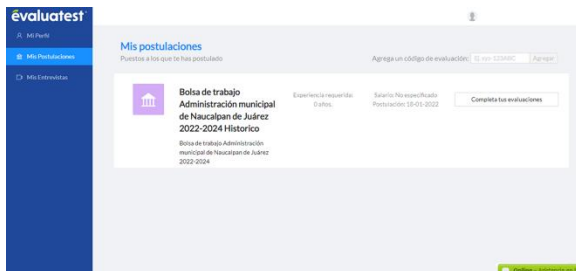 évaluatest
Mi Perfil
Mis Postulaciones
Mis Entrevistas
Mis postulaciones
Puestos a los que te has postulado
Agrega un código de evaluación:
Agregar
Bolsa de trabajo
Administración municipal
de Naucalpan de Juárez
2022-2024 Historico
Bolsa de trabajo Administración
municipal de Naucalpan de Juárez
2022-2024
Experiencia requerida:
0 años.
Salario: No especificado
Postulación: 18-01-2022
Completa tus evaluaciones
Online